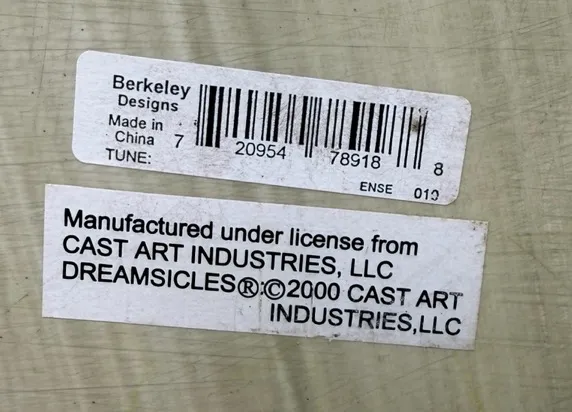 Berkeley
Designs
Made in
China
TUNE:
7 20954 78918 8
ENSE 010
Manufactured under license from
CAST ART INDUSTRIES, LLC
DREAMSICLES®:©2000 CAST ART
INDUSTRIES,LLC